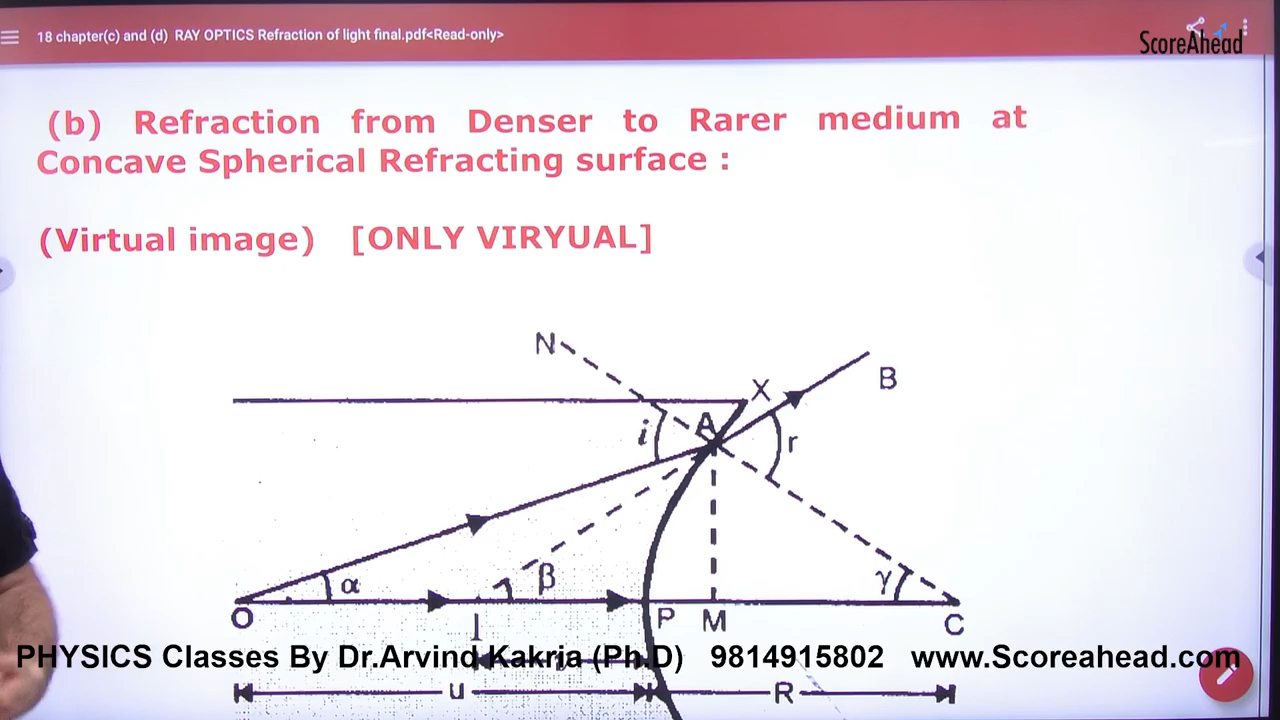 18 chapter(c) and (d) RAY OPTICS Refraction of light final.pdf<Read-only>
ScoreAhead
(b) Refraction from Denser to Rarer medium at
Concave Spherical Refracting surface :
(Virtual image) [ONLY VIRYUAL]
N
X
B
A
i
r
α
β
γ
O
I
P
M
C
PHYSICS Classes By Dr.Arvind Kakria (Ph.D) 9814915802 www.Scoreahead.com
u
R